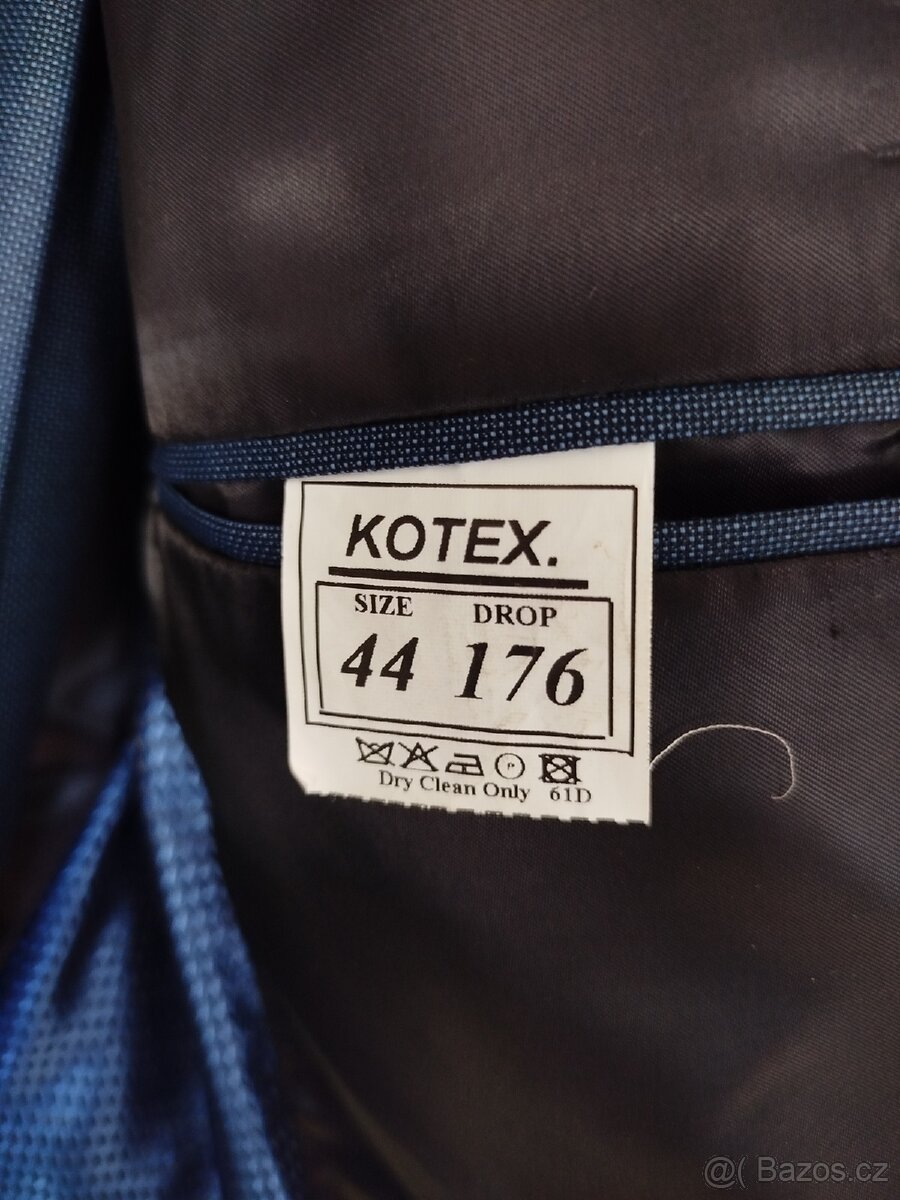 KOTEX.
SIZE DROP
44 176
Dry Clean Only 61D
@( Bazos.cz